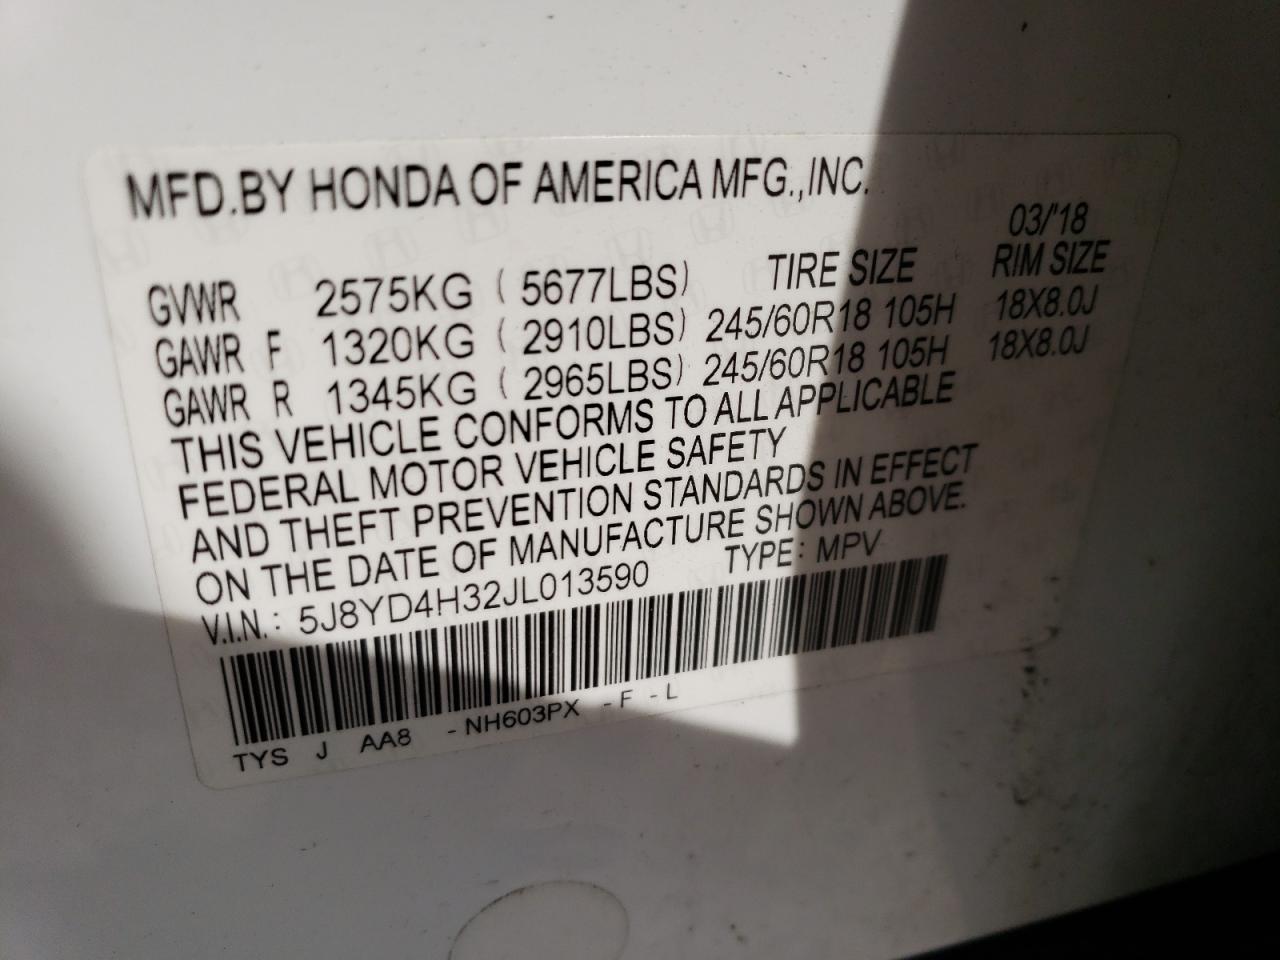 MFD.BY HONDA OF AMERICA MFG.,INC.
03/'18
GVWR 2575KG ( 5677LBS) TIRE SIZE RIM SIZE
GAWR F 1320KG ( 2910LBS) 245/60R18 105H 18X8.0J
GAWR R 1345KG ( 2965LBS) 245/60R18 105H 18X8.0J
THIS VEHICLE CONFORMS TO ALL APPLICABLE
FEDERAL MOTOR VEHICLE SAFETY
AND THEFT PREVENTION STANDARDS IN EFFECT
ON THE DATE OF MANUFACTURE SHOWN ABOVE.
V.I.N.: 5J8YD4H32JL013590 TYPE: MPV
TYS J AA8 -NH603PX -F-L